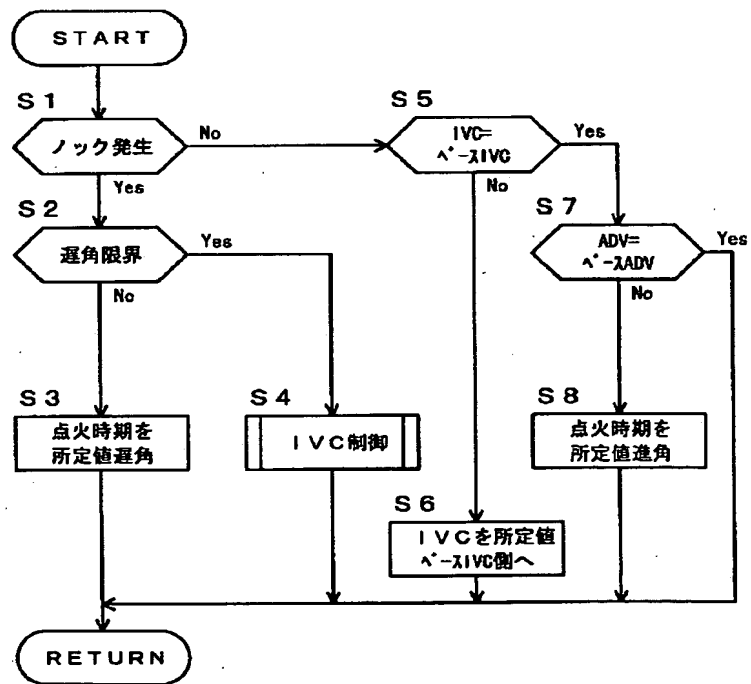 START
S1
ノック発生
No
Yes
S5
IVC=
ﾍﾞｰｽIVC
Yes
No
S2
遅角限界
Yes
No
S7
ADV=
ﾍﾞｰｽADV
Yes
No
S3
点火時期を
所定値遅角
S4
IVC制御
S8
点火時期を
所定値進角
S6
IVCを所定値
ﾍﾞｰｽIVC側へ
RETURN